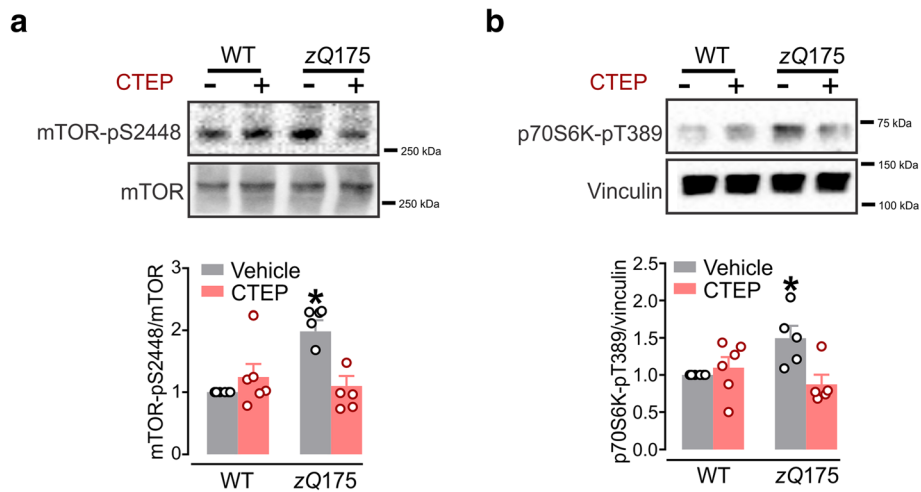 a
WT zQ175
CTEP - + - +
mTOR-pS2448
250 kDa
mTOR
250 kDa
mTOR-pS2448/mTOR
3
2
1
0
Vehicle
CTEP
*
WT zQ175
b
WT zQ175
CTEP - + - +
p70S6K-pT389
75 kDa
150 kDa
Vinculin
100 kDa
p70S6K-pT389/vinculin
2.5
2.0
1.5
1.0
0.5
0.0
Vehicle
CTEP
*
WT zQ175